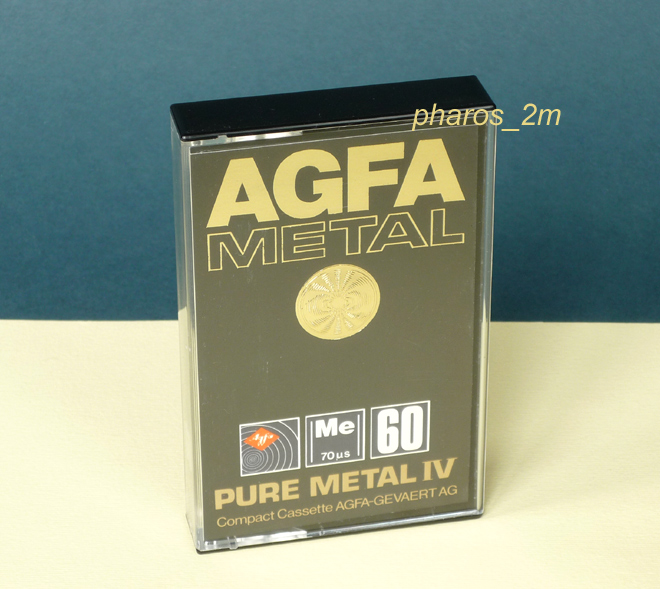 pharos_2m
AGFA
METAL
Me
70µs
60
PURE METAL IV
Compact Cassette AGFA-GEVAERT AG